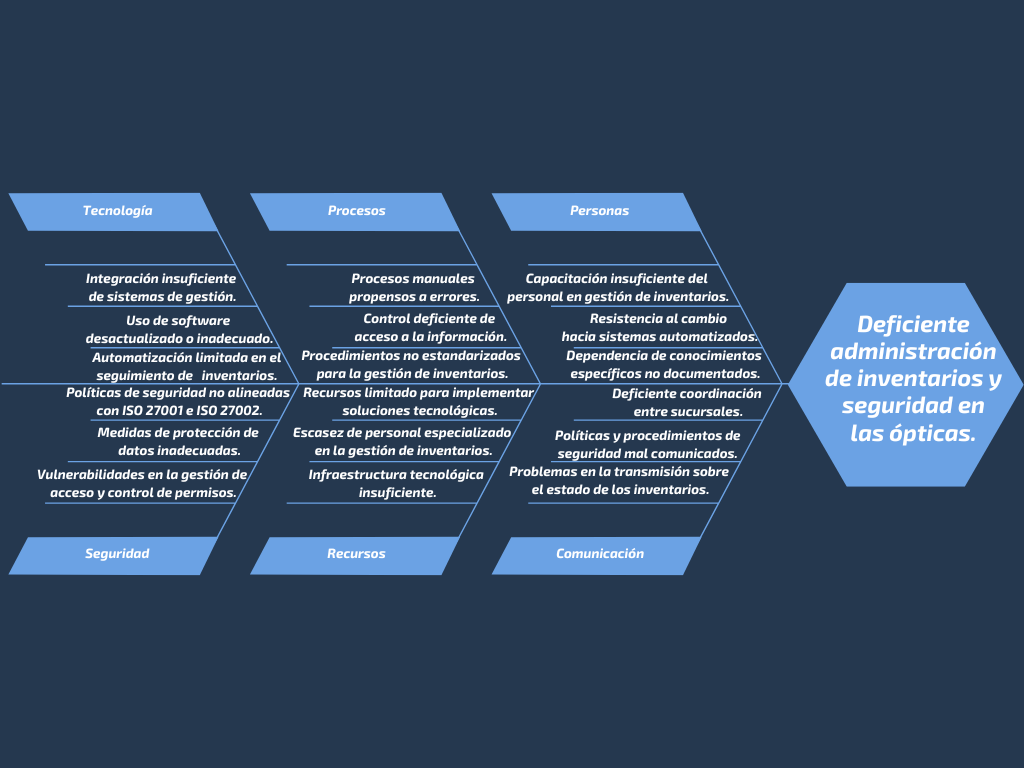 Tecnología
Integración insuficiente
de sistemas de gestión.
Uso de software
desactualizado o inadecuado.
Automatización limitada en el
seguimiento de inventarios.
Procesos
Procesos manuales
propensos a errores.
Control deficiente de
acceso a la información.
Procedimientos no estandarizados
para la gestión de inventarios.
Personas
Capacitación insuficiente del
personal en gestión de inventarios.
Resistencia al cambio
hacia sistemas automatizados.
Dependencia de conocimientos
específicos no documentados.
Políticas de seguridad no alineadas
con ISO 27001 e ISO 27002.
Medidas de protección de
datos inadecuadas.
Vulnerabilidades en la gestión de
acceso y control de permisos.
Seguridad
Recursos limitado para implementar
soluciones tecnológicas.
Escasez de personal especializado
en la gestión de inventarios.
Infraestructura tecnológica
insuficiente.
Recursos
Deficiente coordinación
entre sucursales.
Políticas y procedimientos de
seguridad mal comunicados.
Problemas en la transmisión sobre
el estado de los inventarios.
Comunicación
Deficiente
administración
de inventarios y
seguridad en
las ópticas.